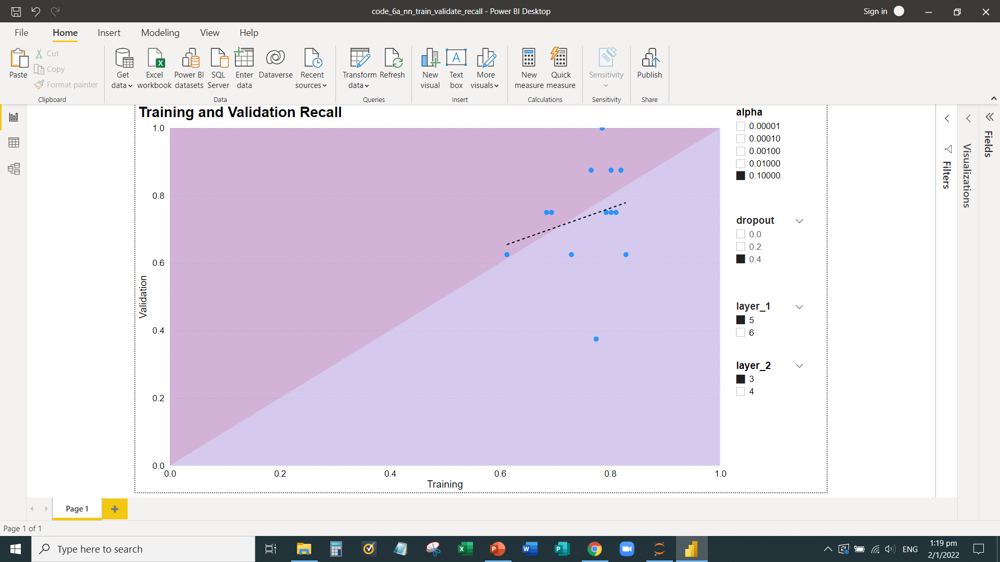 code_6a_nn_train_validate_recall - Power BI Desktop
Sign in
File Home Insert Modeling View Help
Paste
Cut
Copy
Format painter
Clipboard
Get data
Excel workbook
Power BI datasets
SQL Server
Enter data
Dataverse
Recent sources
Data
Transform data
Refresh
Queries
New visual
Text box
More visuals
Insert
New measure
Quick measure
Calculations
Sensitivity
Sensitivity
Publish
Share
Training and Validation Recall
1.0
0.8
0.6
0.4
0.2
0.0
Validation
0.0 0.2 0.4 0.6 0.8 1.0
Training
alpha
0.00001
0.00010
0.00100
0.01000
0.10000
dropout
0.0
0.2
0.4
layer_1
5
6
layer_2
3
4
Filters
Visualizations
Fields
Page 1
Page 1 of 1
Type here to search
ENG
1:19 pm
2/1/2022